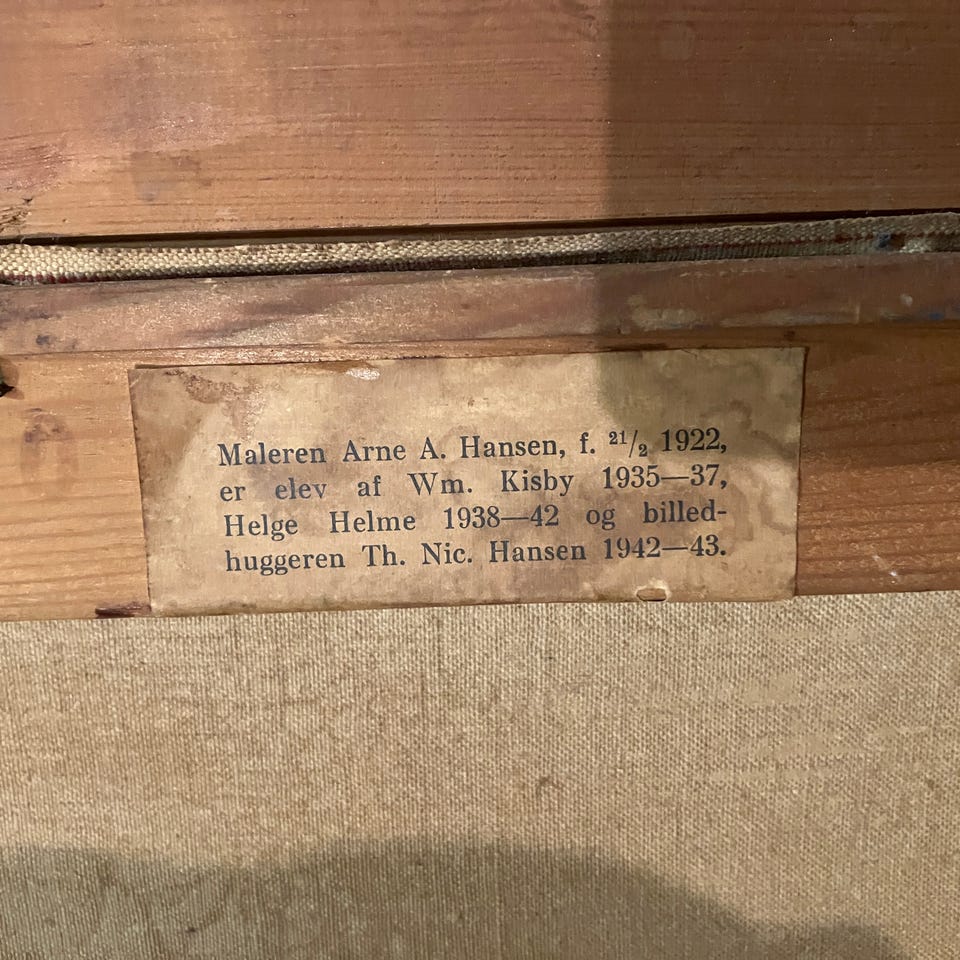 Maleren Arne A. Hansen, f. 21/2 1922,
er elev af Wm. Kisby 1935—37,
Helge Helme 1938—42 og billed-
huggeren Th. Nic. Hansen 1942—43.